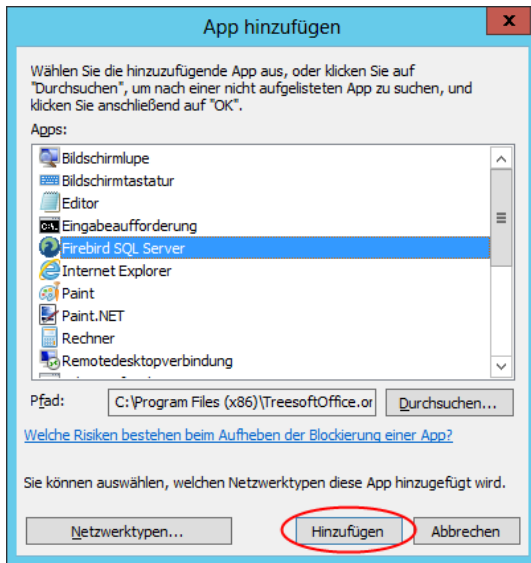 App hinzufügen
x
Wählen Sie die hinzuzufügende App aus, oder klicken Sie auf
"Durchsuchen", um nach einer nicht aufgelisteten App zu suchen, und
klicken Sie anschließend auf "OK".
Apps:
Bildschirmlupe
Bildschirmtastatur
Editor
Eingabeaufforderung
Firebird SQL Server
Internet Explorer
Paint
Paint.NET
Rechner
Remotedesktopverbindung
Pfad: C:\Program Files (x86)\TreesoftOffice.or Durchsuchen...
Welche Risiken bestehen beim Aufheben der Blockierung einer App?
Sie können auswählen, welchen Netzwerktypen diese App hinzugefügt wird.
Netzwerktypen... Hinzufügen Abbrechen